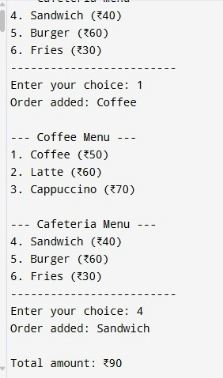 4. Sandwich (₹40)
5. Burger (₹60)
6. Fries (₹30)
-------------------------
Enter your choice: 1
Order added: Coffee

--- Coffee Menu ---
1. Coffee (₹50)
2. Latte (₹60)
3. Cappuccino (₹70)

--- Cafeteria Menu ---
4. Sandwich (₹40)
5. Burger (₹60)
6. Fries (₹30)
-------------------------
Enter your choice: 4
Order added: Sandwich

Total amount: ₹90